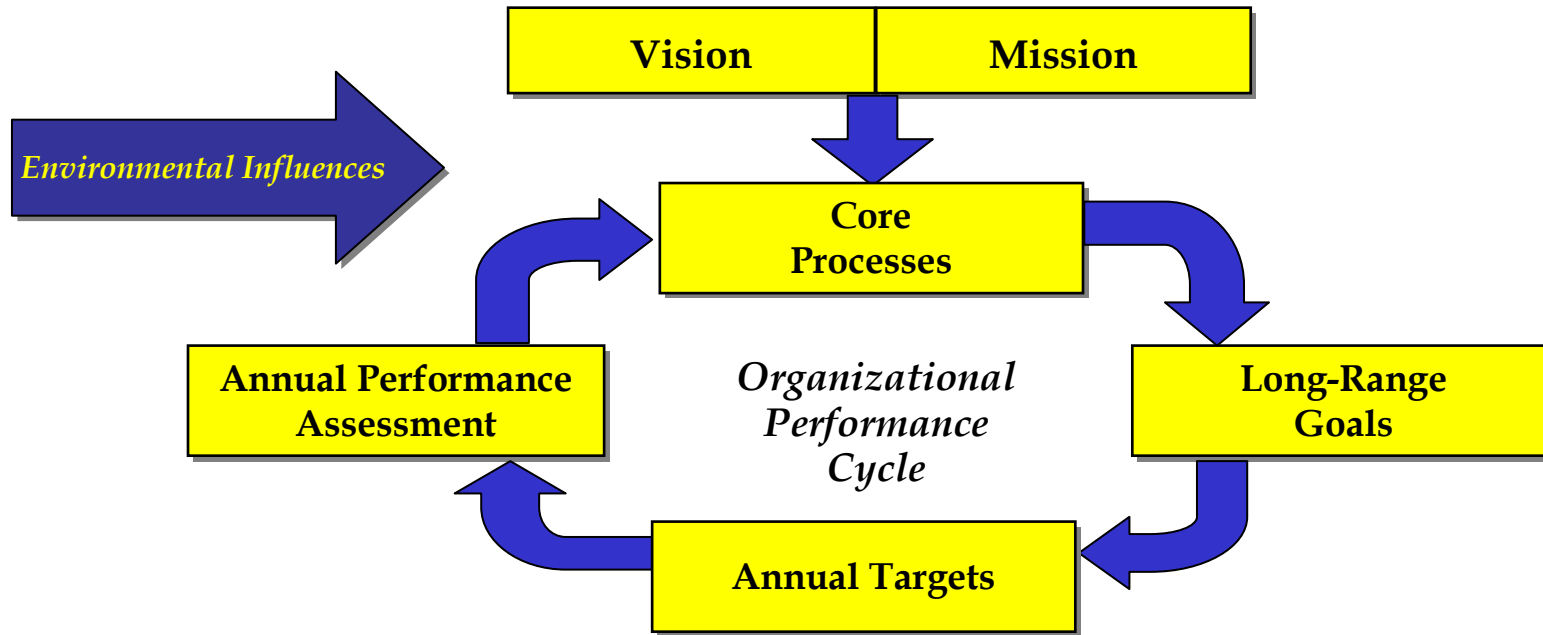 Vision
Mission
Environmental Influences
Core
Processes
Annual Performance
Assessment
Organizational
Performance
Cycle
Long-Range
Goals
Annual Targets